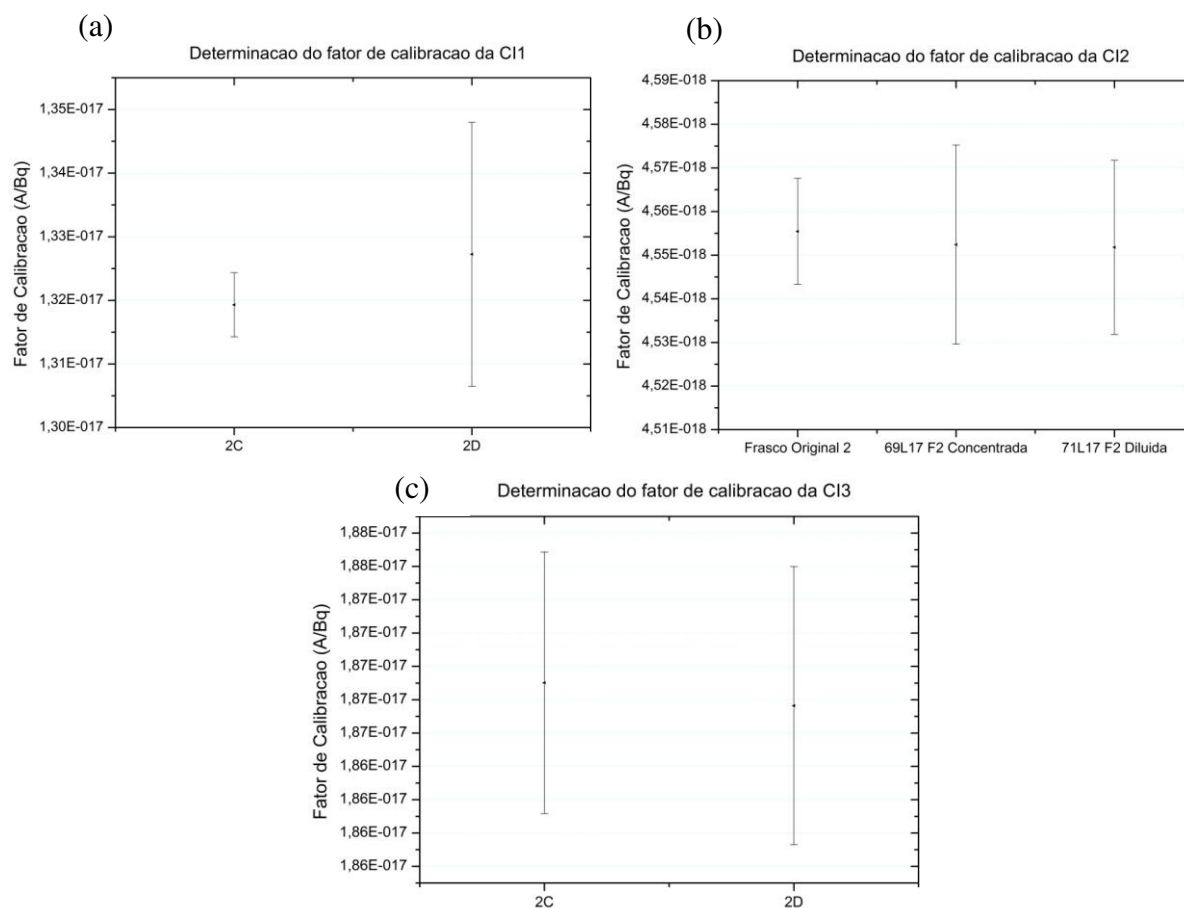 (a)
Determinacao do fator de calibracao da CI1
Fator de Calibracao (A/Bq)
1,35E-017
1,34E-017
1,33E-017
1,32E-017
1,31E-017
1,30E-017
2C 2D
(b)
Determinacao do fator de calibracao da CI2
Fator de Calibracao (A/Bq)
4,59E-018
4,58E-018
4,57E-018
4,56E-018
4,55E-018
4,54E-018
4,53E-018
4,52E-018
4,51E-018
Frasco Original 2 69L17 F2 Concentrada 71L17 F2 Diluida
(c)
Determinacao do fator de calibracao da CI3
Fator de Calibracao (A/Bq)
1,88E-017
1,88E-017
1,87E-017
1,87E-017
1,87E-017
1,87E-017
1,87E-017
1,86E-017
1,86E-017
1,86E-017
1,86E-017
2C 2D